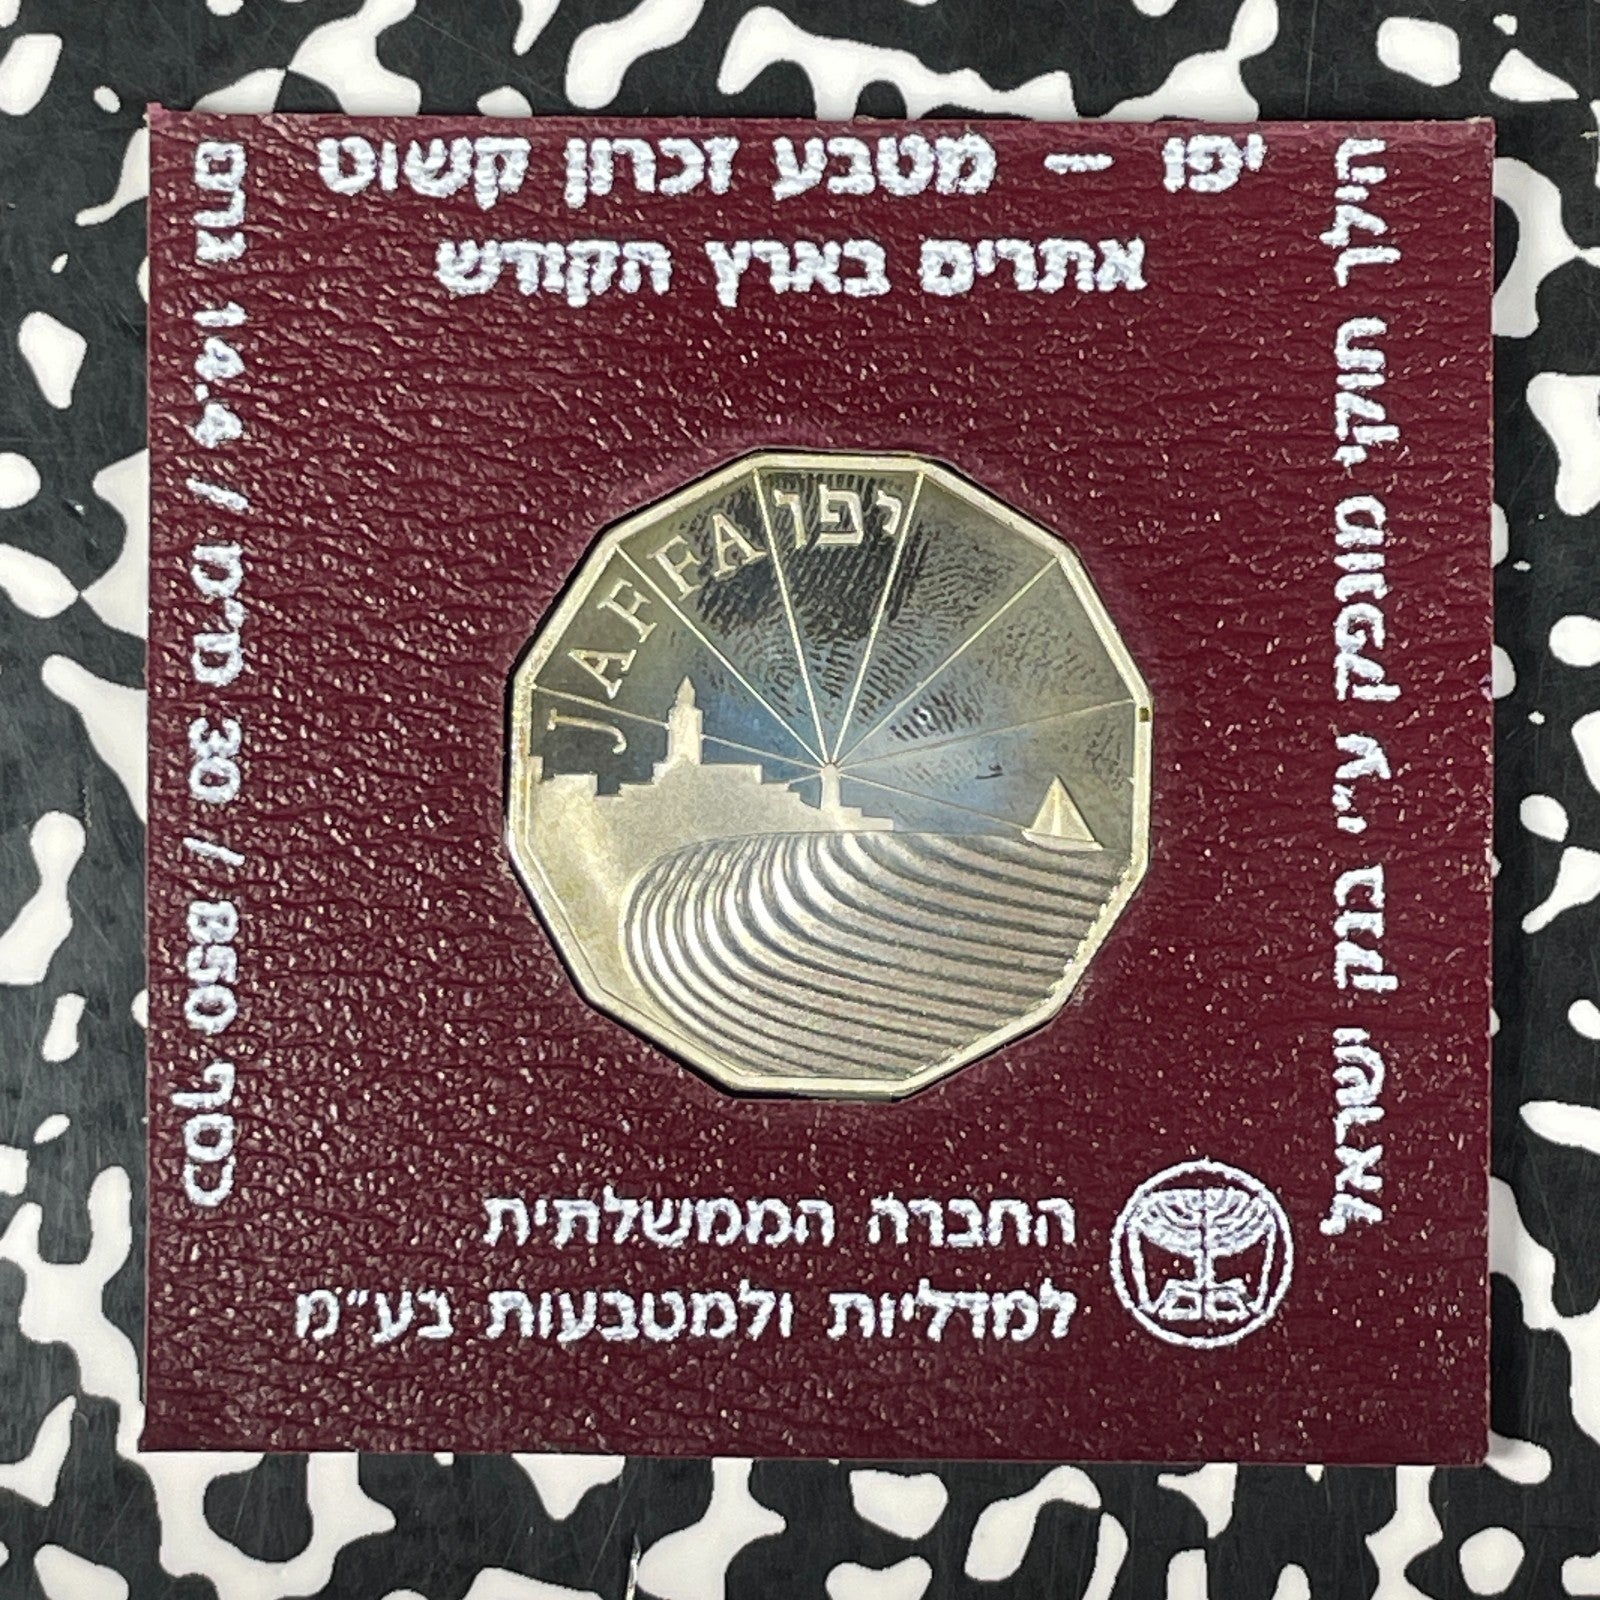 יפו – מטבע זכרון קשוט
אתרים בארץ הקודש
הילך חוקי מונפק ע״י בנק ישראל
יפו
JAFFA
החברה הממשלתית
למדליות ולמטבעות בע״מ
כסף 850 // 30 מ״מ / 14.4 גרם